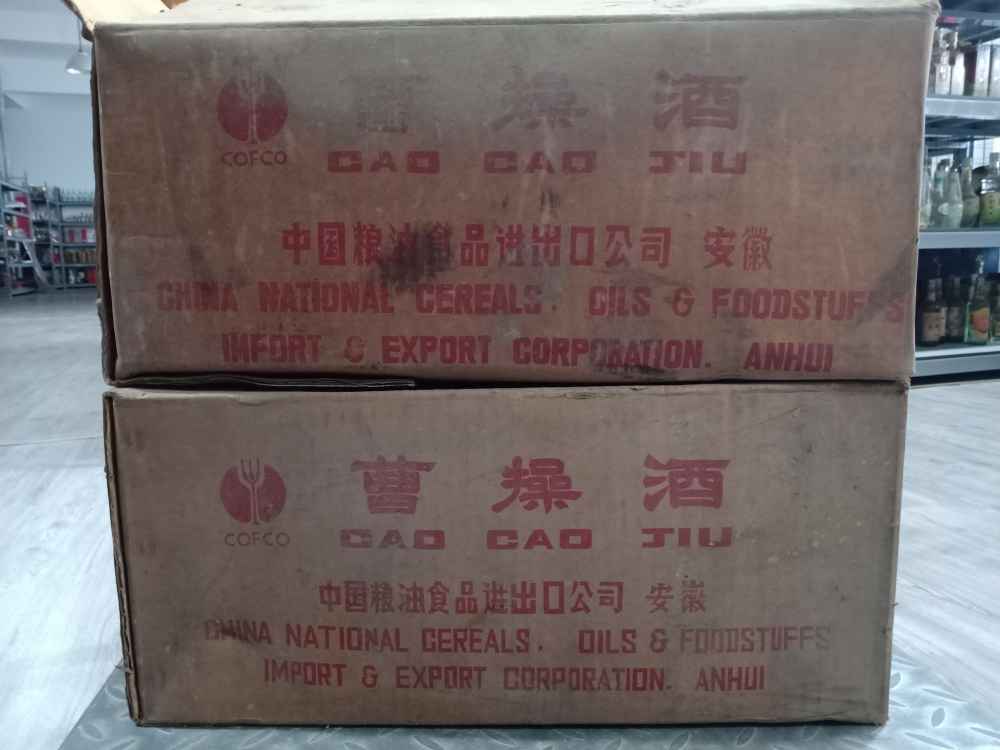 曹操酒
COFCO
CAO CAO JIU
中国粮油食品进出口公司 安徽
CHINA NATIONAL CEREALS. OILS & FOODSTUFFS
IMPORT & EXPORT CORPORATION. ANHUI
曹操酒
COFCO
CAO CAO JIU
中国粮油食品进出口公司 安徽
CHINA NATIONAL CEREALS. OILS & FOODSTUFFS
IMPORT & EXPORT CORPORATION. ANHUI